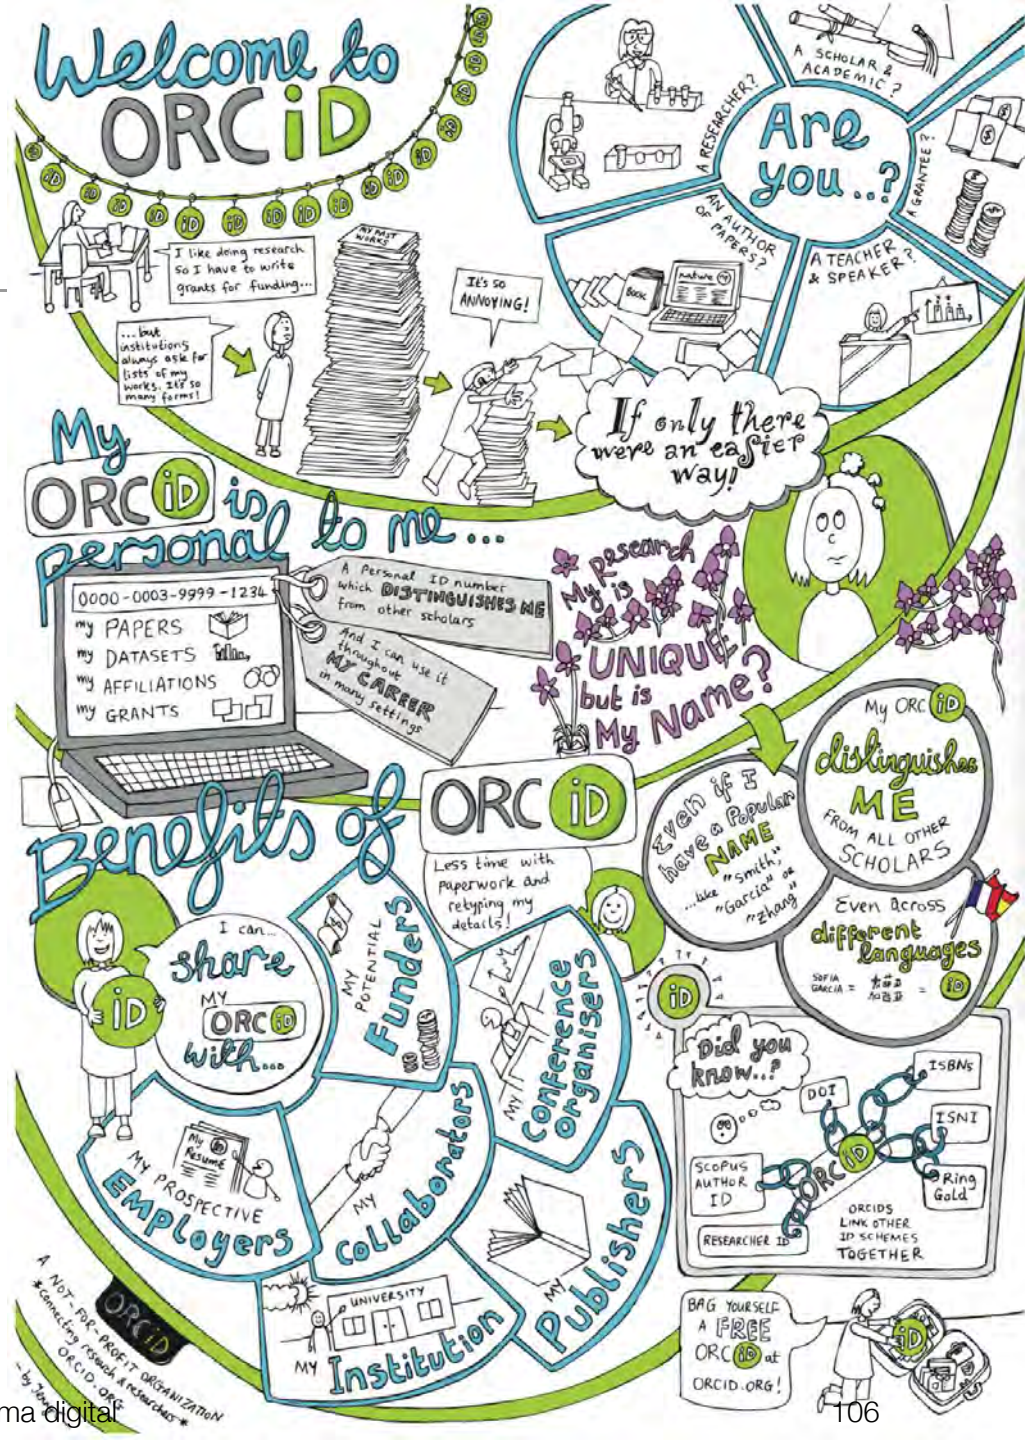 Welcome to
ORCiD
I like doing research
so I have to write
grants for funding...
...but
institutions
always ask for
lists of my
works. It's so
many forms!
MY PAST
WORKS
It's so
ANNOYING!
If only there
were an easier
way!
Are
you..?
A RESEARCHER?
A SCHOLAR &
ACADEMIC?
A GRANTEE?
AN AUTHOR
OF PAPERS?
BOOK
nature
A TEACHER
& SPEAKER?
My
ORCiD is
personal to me...
0000-0003-9999-1234
my PAPERS
my DATASETS
my AFFILIATIONS
my GRANTS
A Personal ID number
which DISTINGUISHES ME
from other scholars
And I can use it
throughout
MY CAREER
in many settings
My Research
is
UNIQUE
but is
My Name?
Even if I
have a Popular
NAME
...like "Smith,"
"Garcia" or
"Zhang"
My ORCiD
distinguishes
ME
FROM ALL OTHER
SCHOLARS
Even Across
different
languages
SOFIA
GARCIA =
= iD
Benefits of
ORCiD
Less time with
paperwork and
retyping my
details!
I can...
share
MY
ORCiD
with...
iD
MY
POTENTIAL
Funders
MY
Conference
Organisers
MY
Publishers
MY
Collaborators
My
Resumé
MY
PROSPECTIVE
EMPLOYERS
UNIVERSITY
MY
Institution
iD
Did you
know..?
DOI
ISBNs
ISNI
Ring
Gold
SCOPUS
AUTHOR
ID
RESEARCHER ID
ORCiD
ORCIDS
LINK OTHER
ID SCHEMES
TOGETHER
BAG YOURSELF
A FREE
ORCiD at
ORCID.ORG!
iD
ORCiD
A NOT-FOR-PROFIT ORGANIZATION
*connecting research & researchers*
ORCID.ORG
ma digital
106